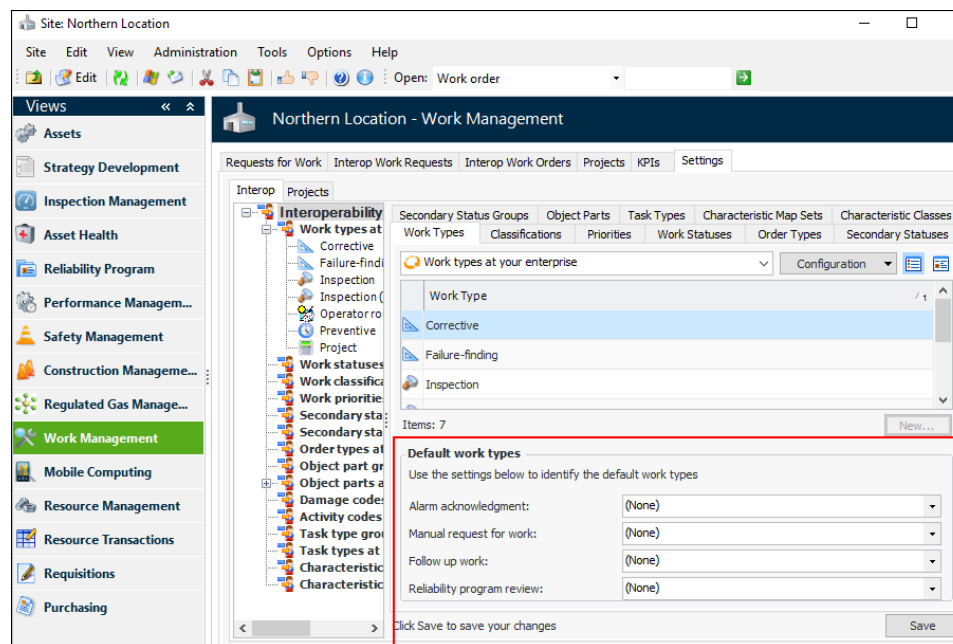 Site: Northern Location
Site Edit View Administration Tools Options Help
Edit Open: Work order
Views
Assets
Strategy Development
Inspection Management
Asset Health
Reliability Program
Performance Managem...
Safety Management
Construction Manageme...
Regulated Gas Manage...
Work Management
Mobile Computing
Resource Management
Resource Transactions
Requisitions
Purchasing
Northern Location - Work Management
Requests for Work Interop Work Requests Interop Work Orders Projects KPIs Settings
Interop Projects
Interoperability
Work types at
Corrective
Failure-findi
Inspection
Inspection (
Operator ro
Preventive
Project
Work statuses
Work classifica
Work prioritie
Secondary sta
Secondary sta
Order types at
Object part gr
Object parts a
Damage codes
Activity codes
Task type grou
Task types at
Characteristic
Characteristic
Secondary Status Groups Object Parts Task Types Characteristic Map Sets Characteristic Classes
Work Types Classifications Priorities Work Statuses Order Types Secondary Statuses
Work types at your enterprise Configuration
Work Type 1
Corrective
Failure-finding
Inspection
Items: 7 New...
Default work types
Use the settings below to identify the default work types
Alarm acknowledgment: (None)
Manual request for work: (None)
Follow up work: (None)
Reliability program review: (None)
Click Save to save your changes Save